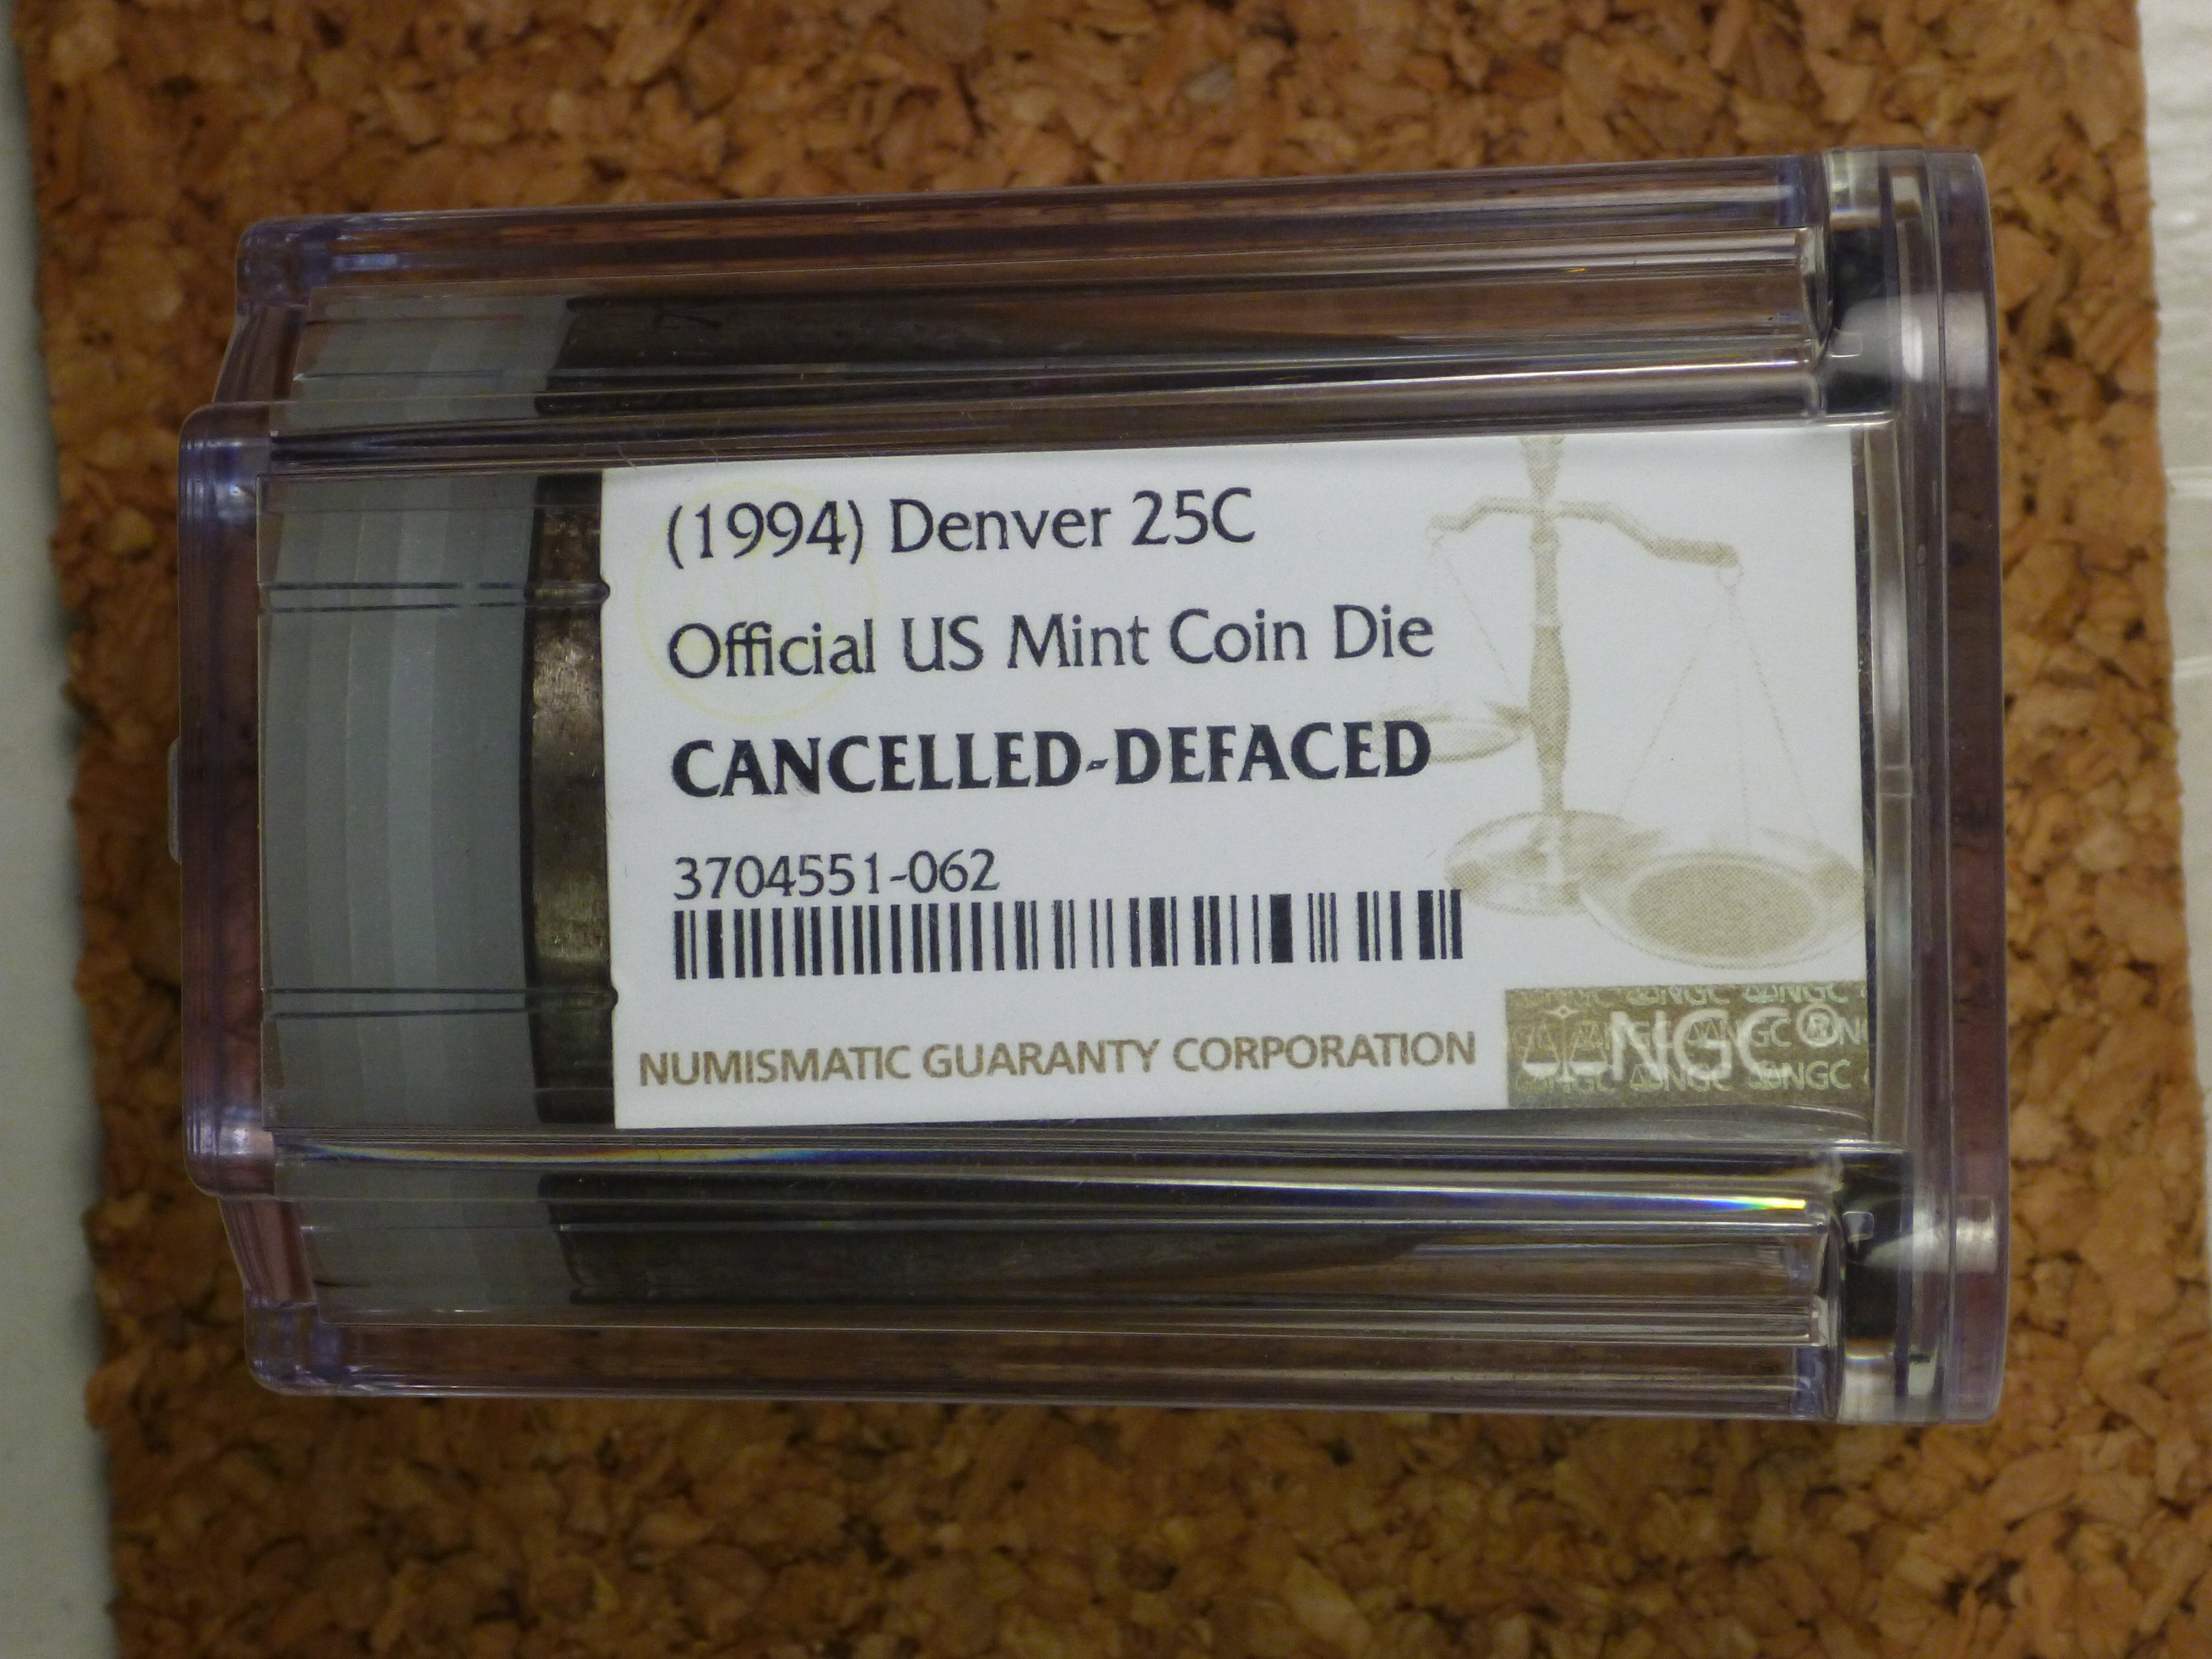 (1994) Denver 25C
Official US Mint Coin Die
CANCELLED-DEFACED
3704551-062
NUMISMATIC GUARANTY CORPORATION
NGC®